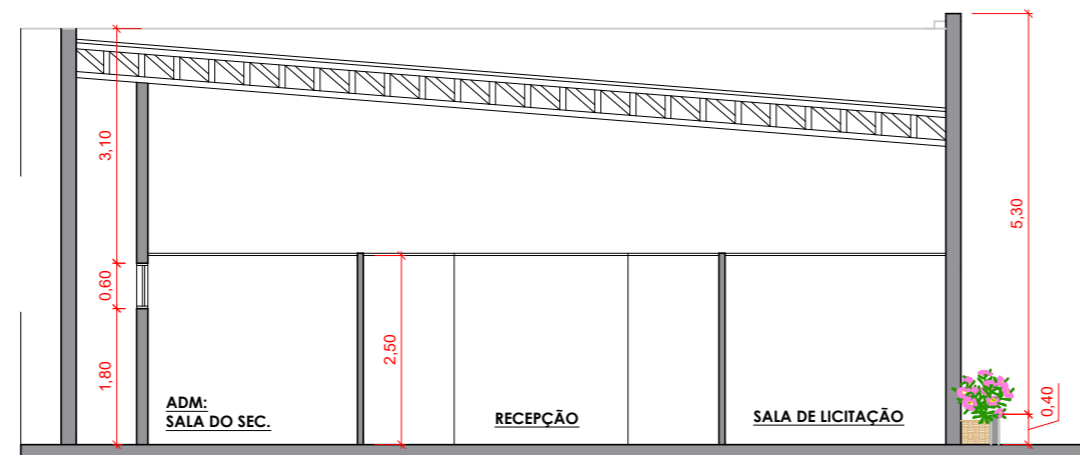 3,10
0,60
1,80
2,50
5,30
0,40
ADM:
SALA DO SEC.
RECEPÇÃO
SALA DE LICITAÇÃO